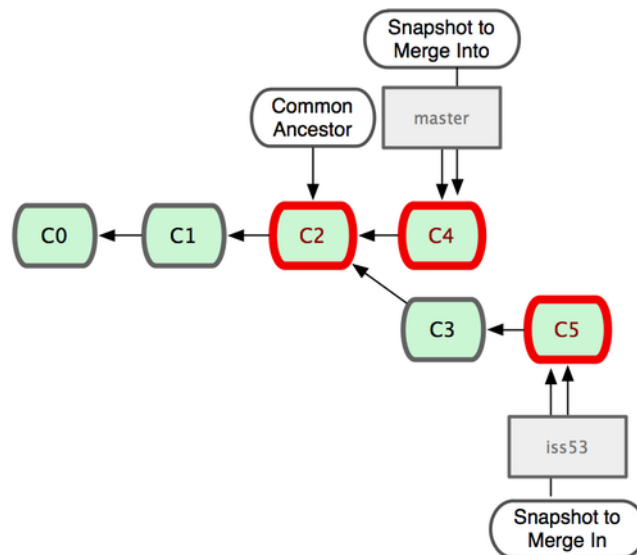 Snapshot to
Merge Into
Common
Ancestor
master
C0
C1
C2
C4
C3
C5
iss53
Snapshot to
Merge In